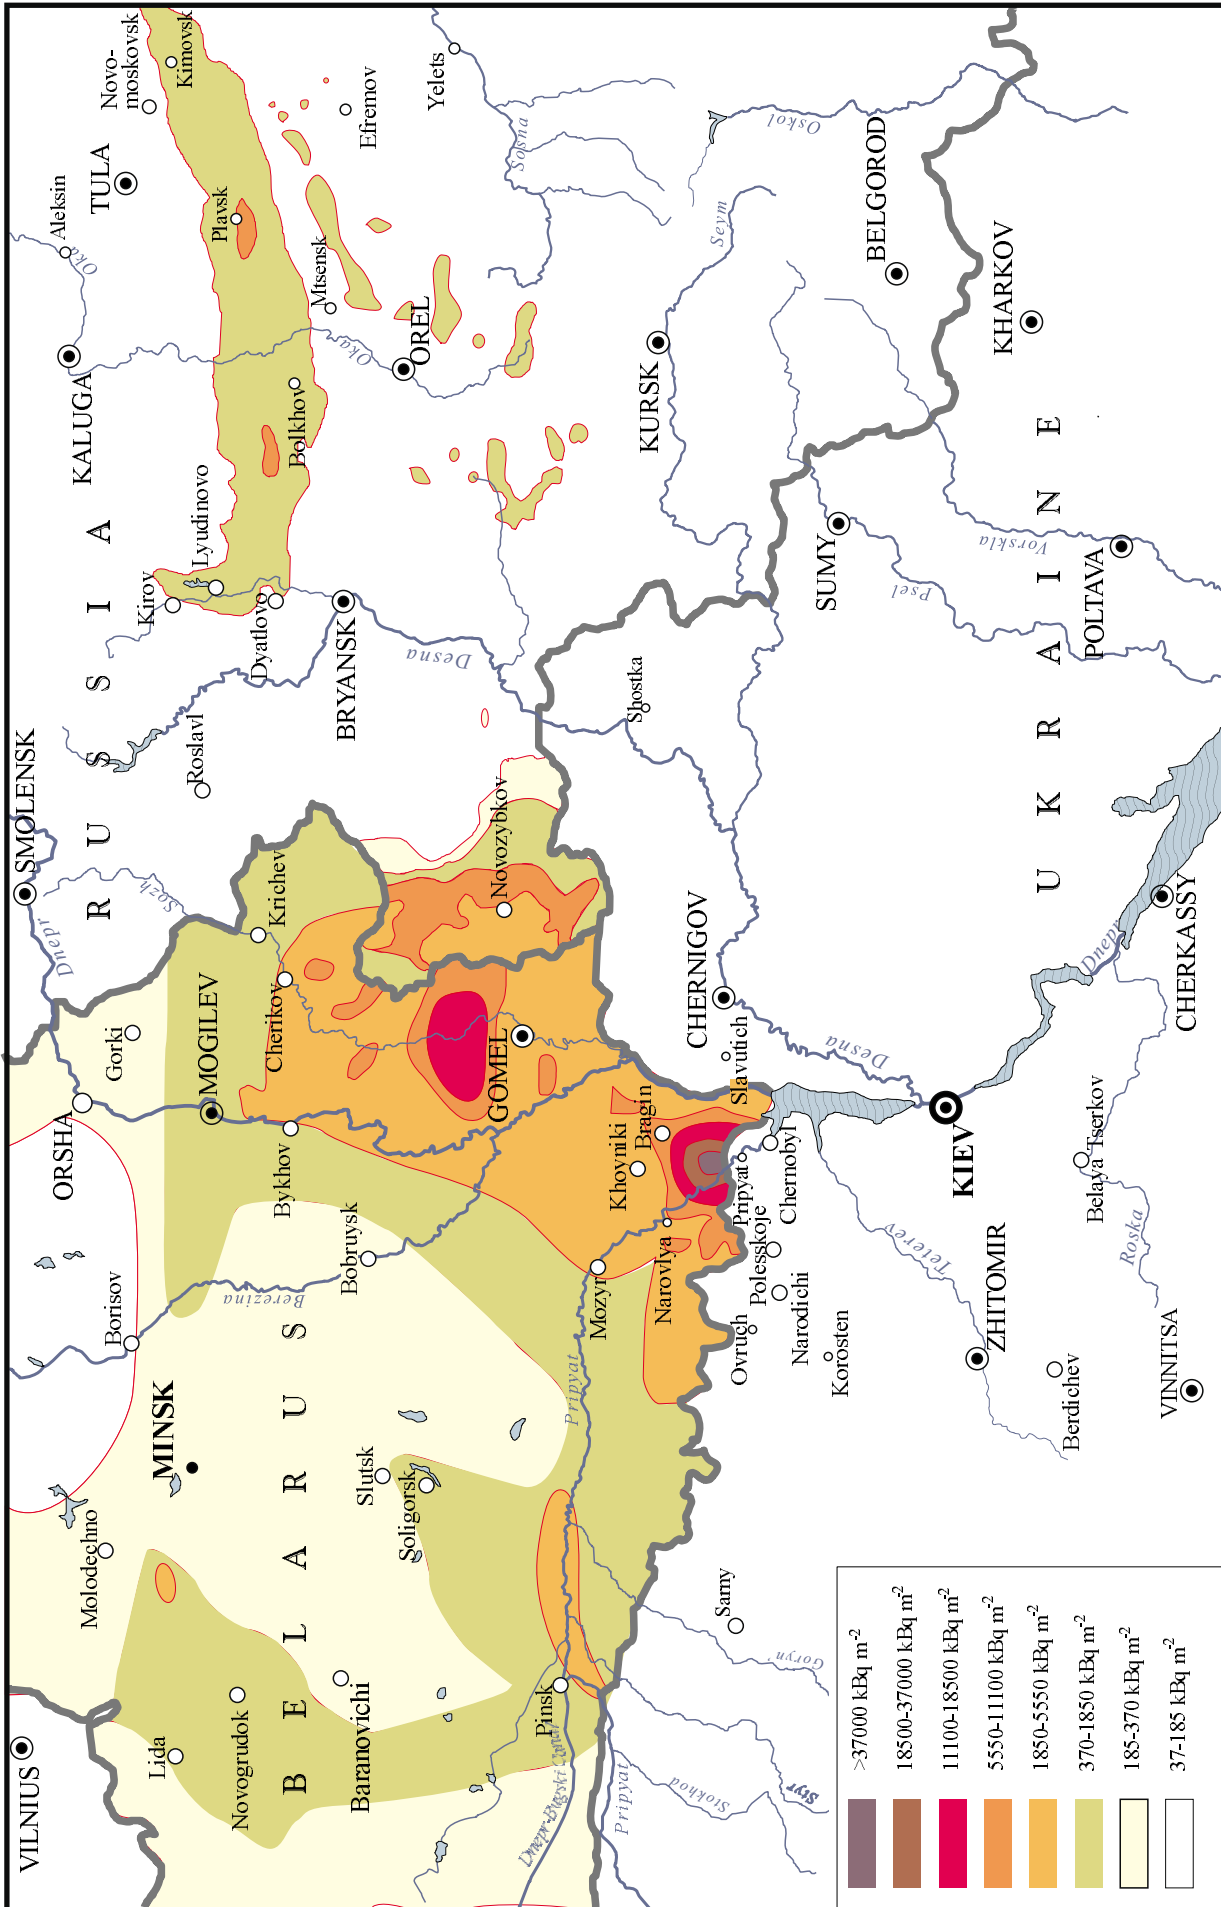 VILNIUS
Lida
Novogrudok
Baranovichi
Molodechno
MINSK
Borisov
ORSHA
Gorki
MOGILEV
Bykhov
Bobruysk
Berezina
Slutsk
Soligorsk
Pinsk
Dnepr-Bugski Canal
Pripyat
Stokhod
Styr
Goryn'
Sarny
Pripyat
Mozyr
Narovlya
Khoyniki
Bragin
GOMEL
Cherikov
Krichev
B E L A R U S
SMOLENSK
Dnepr
Sozh
Roslavl
R U S S I A
Kirov
Lyudinovo
Dyatlovo
BRYANSK
Desna
Novozybkov
KALUGA
Oka
Aleksin
TULA
Novo-
moskovsk
Kimovsk
Plavsk
Bolkhov
Mtsensk
Oka
OREL
Efremov
Yelets
Sosna
Seym
Oskol
KURSK
BELGOROD
KHARKOV
SUMY
Psel
Vorskla
POLTAVA
U K R A I N E
Shostka
CHERNIGOV
Slavutich
Desna
Pripyat
Chernobyl
Polesskoje
Narodichi
Ovruch
Korosten
KIEV
Teterev
ZHITOMIR
Berdichev
VINNITSA
Belaya Tserkov
Roska
Dnepr
CHERKASSY
>37000 kBq m-2
18500-37000 kBq m-2
11100-18500 kBq m-2
5550-11100 kBq m-2
1850-5550 kBq m-2
370-1850 kBq m-2
185-370 kBq m-2
37-185 kBq m-2